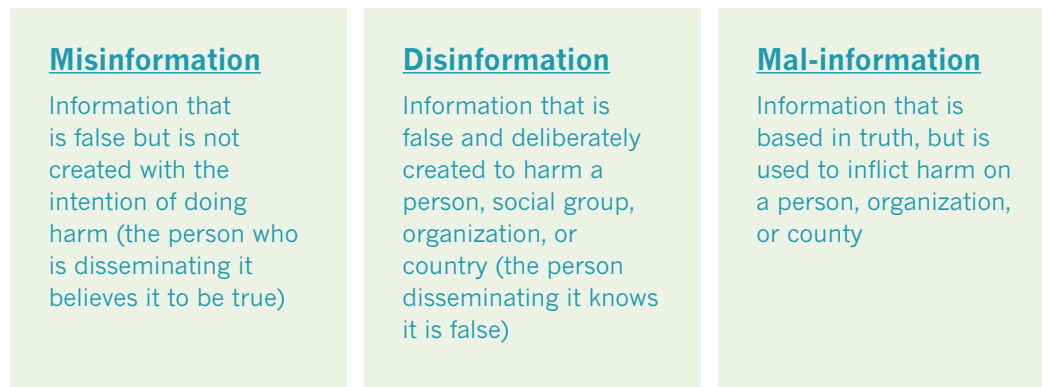 Misinformation
Information that
is false but is not
created with the
intention of doing
harm (the person who
is disseminating it
believes it to be true)
Disinformation
Information that is
false and deliberately
created to harm a
person, social group,
organization, or
country (the person
disseminating it knows
it is false)
Mal-information
Information that is
based in truth, but is
used to inflict harm on
a person, organization,
or county